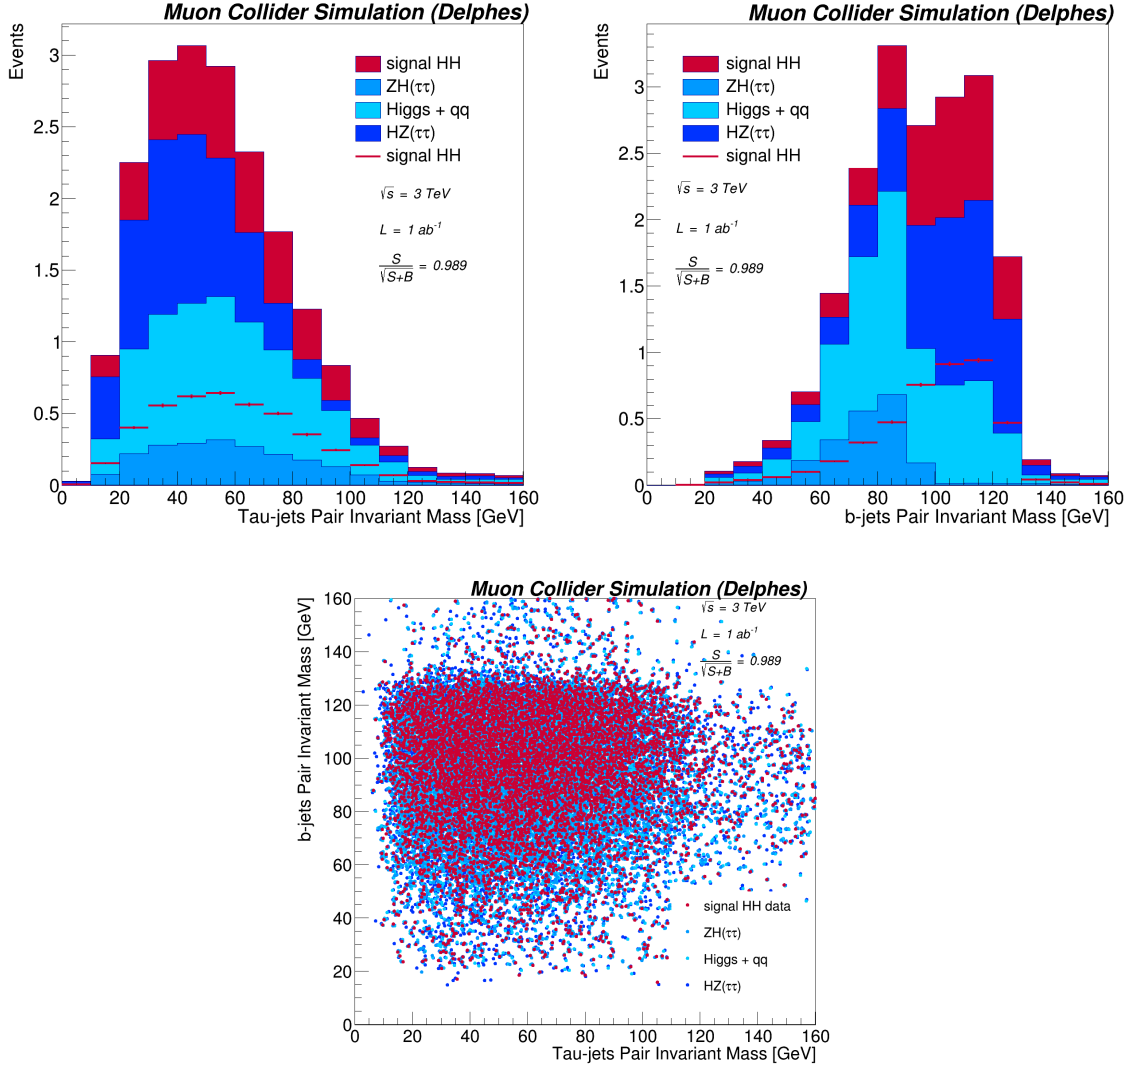 Muon Collider Simulation (Delphes)
Events
3
2.5
2
1.5
1
0.5
0
signal HH
ZH(ττ)
Higgs + qq
HZ(ττ)
signal HH
√s = 3 TeV
L = 1 ab⁻¹
S
√S+B = 0.989
0 20 40 60 80 100 120 140 160
Tau-jets Pair Invariant Mass [GeV]
Muon Collider Simulation (Delphes)
Events
3
2.5
2
1.5
1
0.5
0
signal HH
ZH(ττ)
Higgs + qq
HZ(ττ)
signal HH
√s = 3 TeV
L = 1 ab⁻¹
S
√S+B = 0.989
0 20 40 60 80 100 120 140 160
b-jets Pair Invariant Mass [GeV]
Muon Collider Simulation (Delphes)
b-jets Pair Invariant Mass [GeV]
160
140
120
100
80
60
40
20
0
√s = 3 TeV
L = 1 ab⁻¹
S
√S+B = 0.989
signal HH data
ZH(ττ)
Higgs + qq
HZ(ττ)
0 20 40 60 80 100 120 140 160
Tau-jets Pair Invariant Mass [GeV]